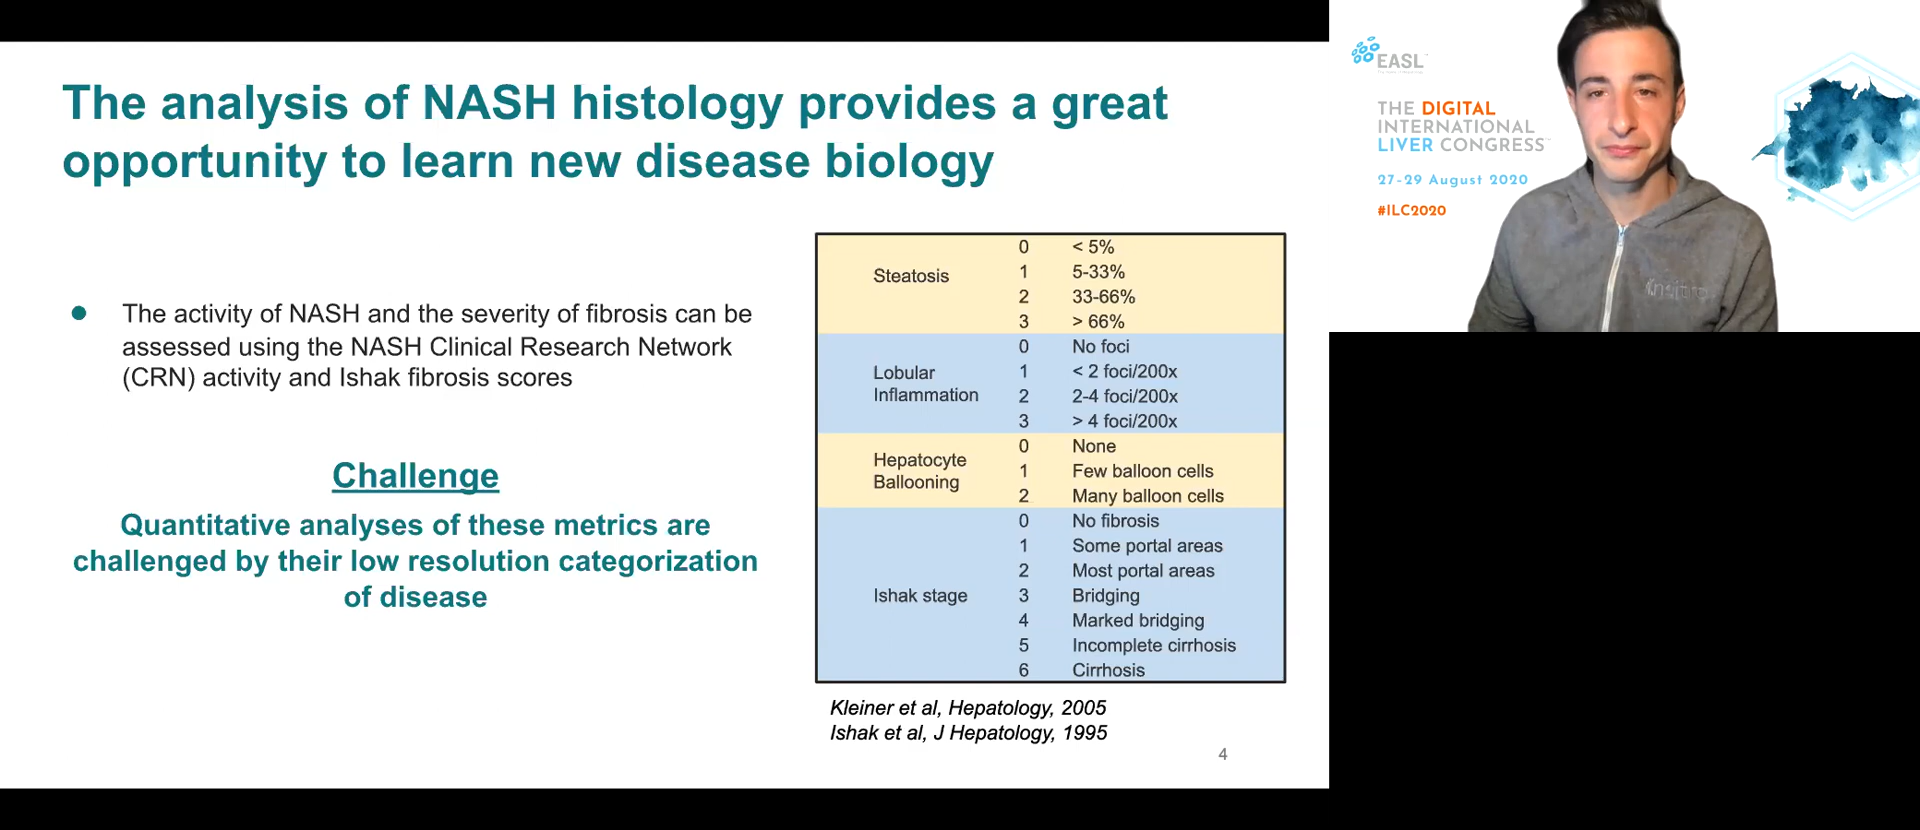 The analysis of NASH histology provides a great
opportunity to learn new disease biology
● The activity of NASH and the severity of fibrosis can be
assessed using the NASH Clinical Research Network
(CRN) activity and Ishak fibrosis scores
Challenge
Quantitative analyses of these metrics are
challenged by their low resolution categorization
of disease
Steatosis
0 < 5%
1 5-33%
2 33-66%
3 > 66%
Lobular
Inflammation
0 No foci
1 < 2 foci/200x
2 2-4 foci/200x
3 > 4 foci/200x
Hepatocyte
Ballooning
0 None
1 Few balloon cells
2 Many balloon cells
Ishak stage
0 No fibrosis
1 Some portal areas
2 Most portal areas
3 Bridging
4 Marked bridging
5 Incomplete cirrhosis
6 Cirrhosis
Kleiner et al, Hepatology, 2005
Ishak et al, J Hepatology, 1995
4
EASL
THE DIGITAL
INTERNATIONAL
LIVER CONGRESS™
27-29 August 2020
#ILC2020
insitro